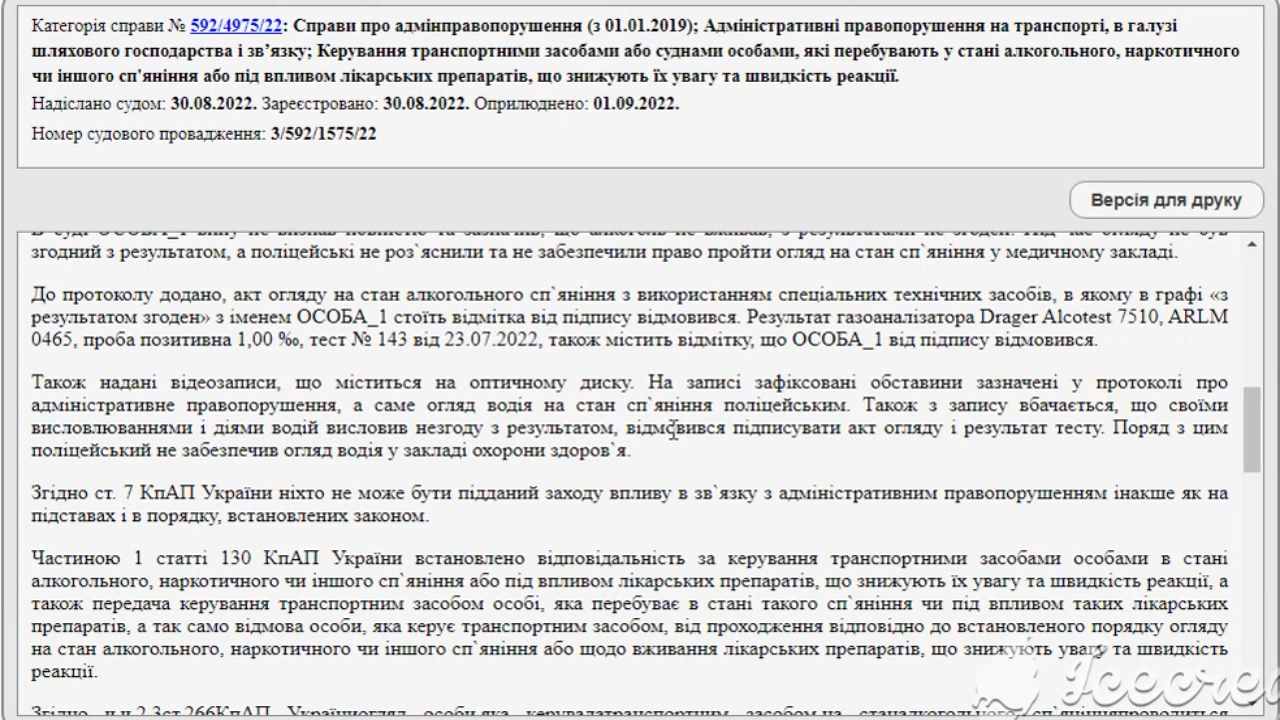 Категорія справи № 592/4975/22: Справи про адмінправопорушення (з 01.01.2019); Адміністративні правопорушення на транспорті, в галузі
шляхового господарства і зв’язку; Керування транспортними засобами або суднами особами, які перебувають у стані алкогольного, наркотичного
чи іншого сп'яніння або під впливом лікарських препаратів, що знижують їх увагу та швидкість реакції.
Надіслано судом: 30.08.2022. Зареєстровано: 30.08.2022. Оприлюднено: 01.09.2022.
Номер судового провадження: 3/592/1575/22
Версія для друку
згодний з результатом, а поліцейські не роз`яснили та не забезпечили право пройти огляд на стан сп`яніння у медичному закладі.
До протоколу додано, акт огляду на стан алкогольного сп`яніння з використанням спеціальних технічних засобів, в якому в графі «з
результатом згоден» з іменем ОСОБА_1 стоїть відмітка від підпису відмовився. Результат газоаналізатора Drager Alcotest 7510, ARLM
0465, проба позитивна 1,00 ‰, тест № 143 від 23.07.2022, також містить відмітку, що ОСОБА_1 від підпису відмовився.
Також надані відеозаписи, що міститься на оптичному диску. На записі зафіксовані обставини зазначені у протоколі про
адміністративне правопорушення, а саме огляд водія на стан сп`яніння поліцейським. Також з запису вбачається, що своїми
висловлюваннями і діями водій висловив незгоду з результатом, відмовився підписувати акт огляду і результат тесту. Поряд з цим
поліцейський не забезпечив огляд водія у закладі охорони здоров`я.
Згідно ст. 7 КпАП України ніхто не може бути підданий заходу впливу в зв`язку з адміністративним правопорушенням інакше як на
підставах і в порядку, встановлених законом.
Частиною 1 статті 130 КпАП України встановлено відповідальність за керування транспортними засобами особами в стані
алкогольного, наркотичного чи іншого сп`яніння або під впливом лікарських препаратів, що знижують їх увагу та швидкість реакції, а
також передача керування транспортним засобом особі, яка перебуває в стані такого сп`яніння чи під впливом таких лікарських
препаратів, а так само відмова особи, яка керує транспортним засобом, від проходження відповідно до встановленого порядку огляду
на стан алкогольного, наркотичного чи іншого сп`яніння або щодо вживання лікарських препаратів, що знижують увагу та швидкість
реакції.